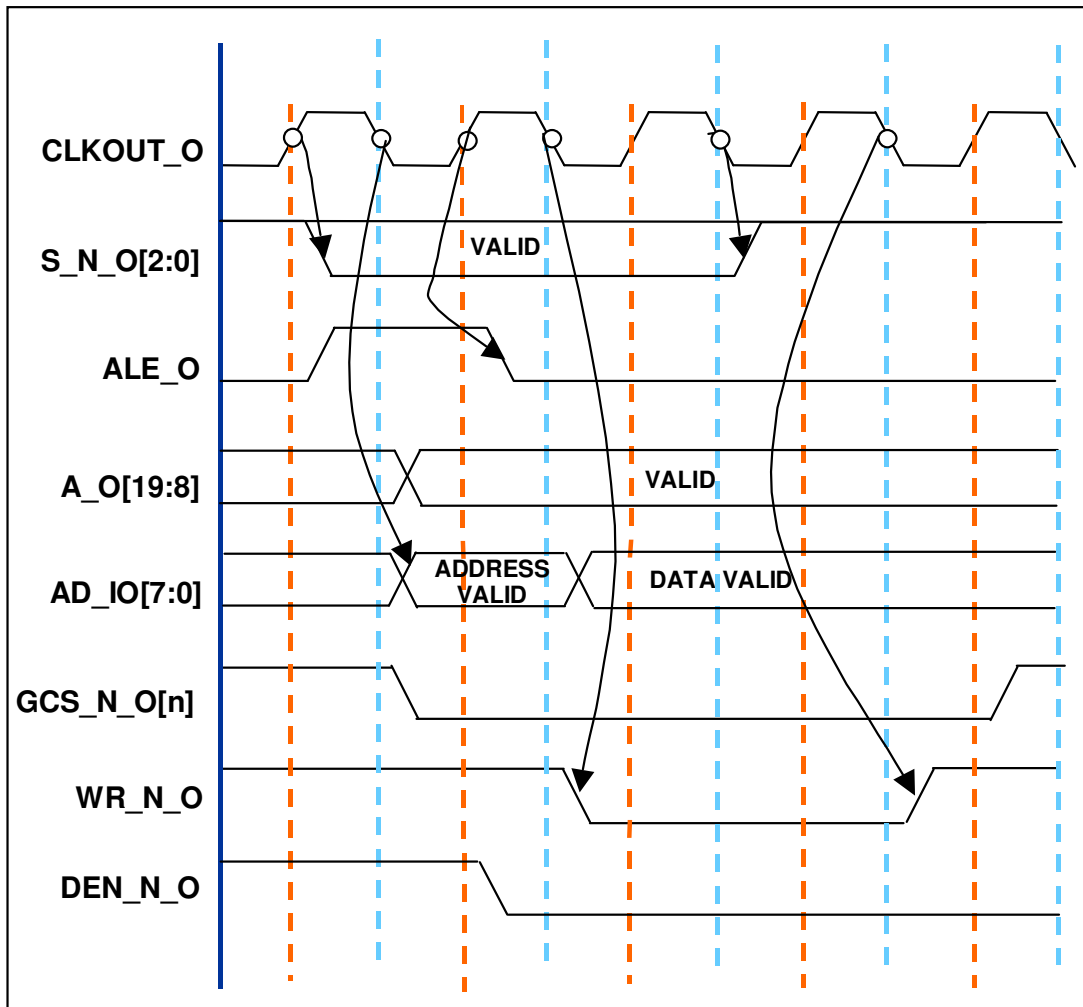 CLKOUT_O
S_N_O[2:0]
VALID
ALE_O
A_O[19:8]
VALID
AD_IO[7:0]
ADDRESS
VALID
DATA VALID
GCS_N_O[n]
WR_N_O
DEN_N_O